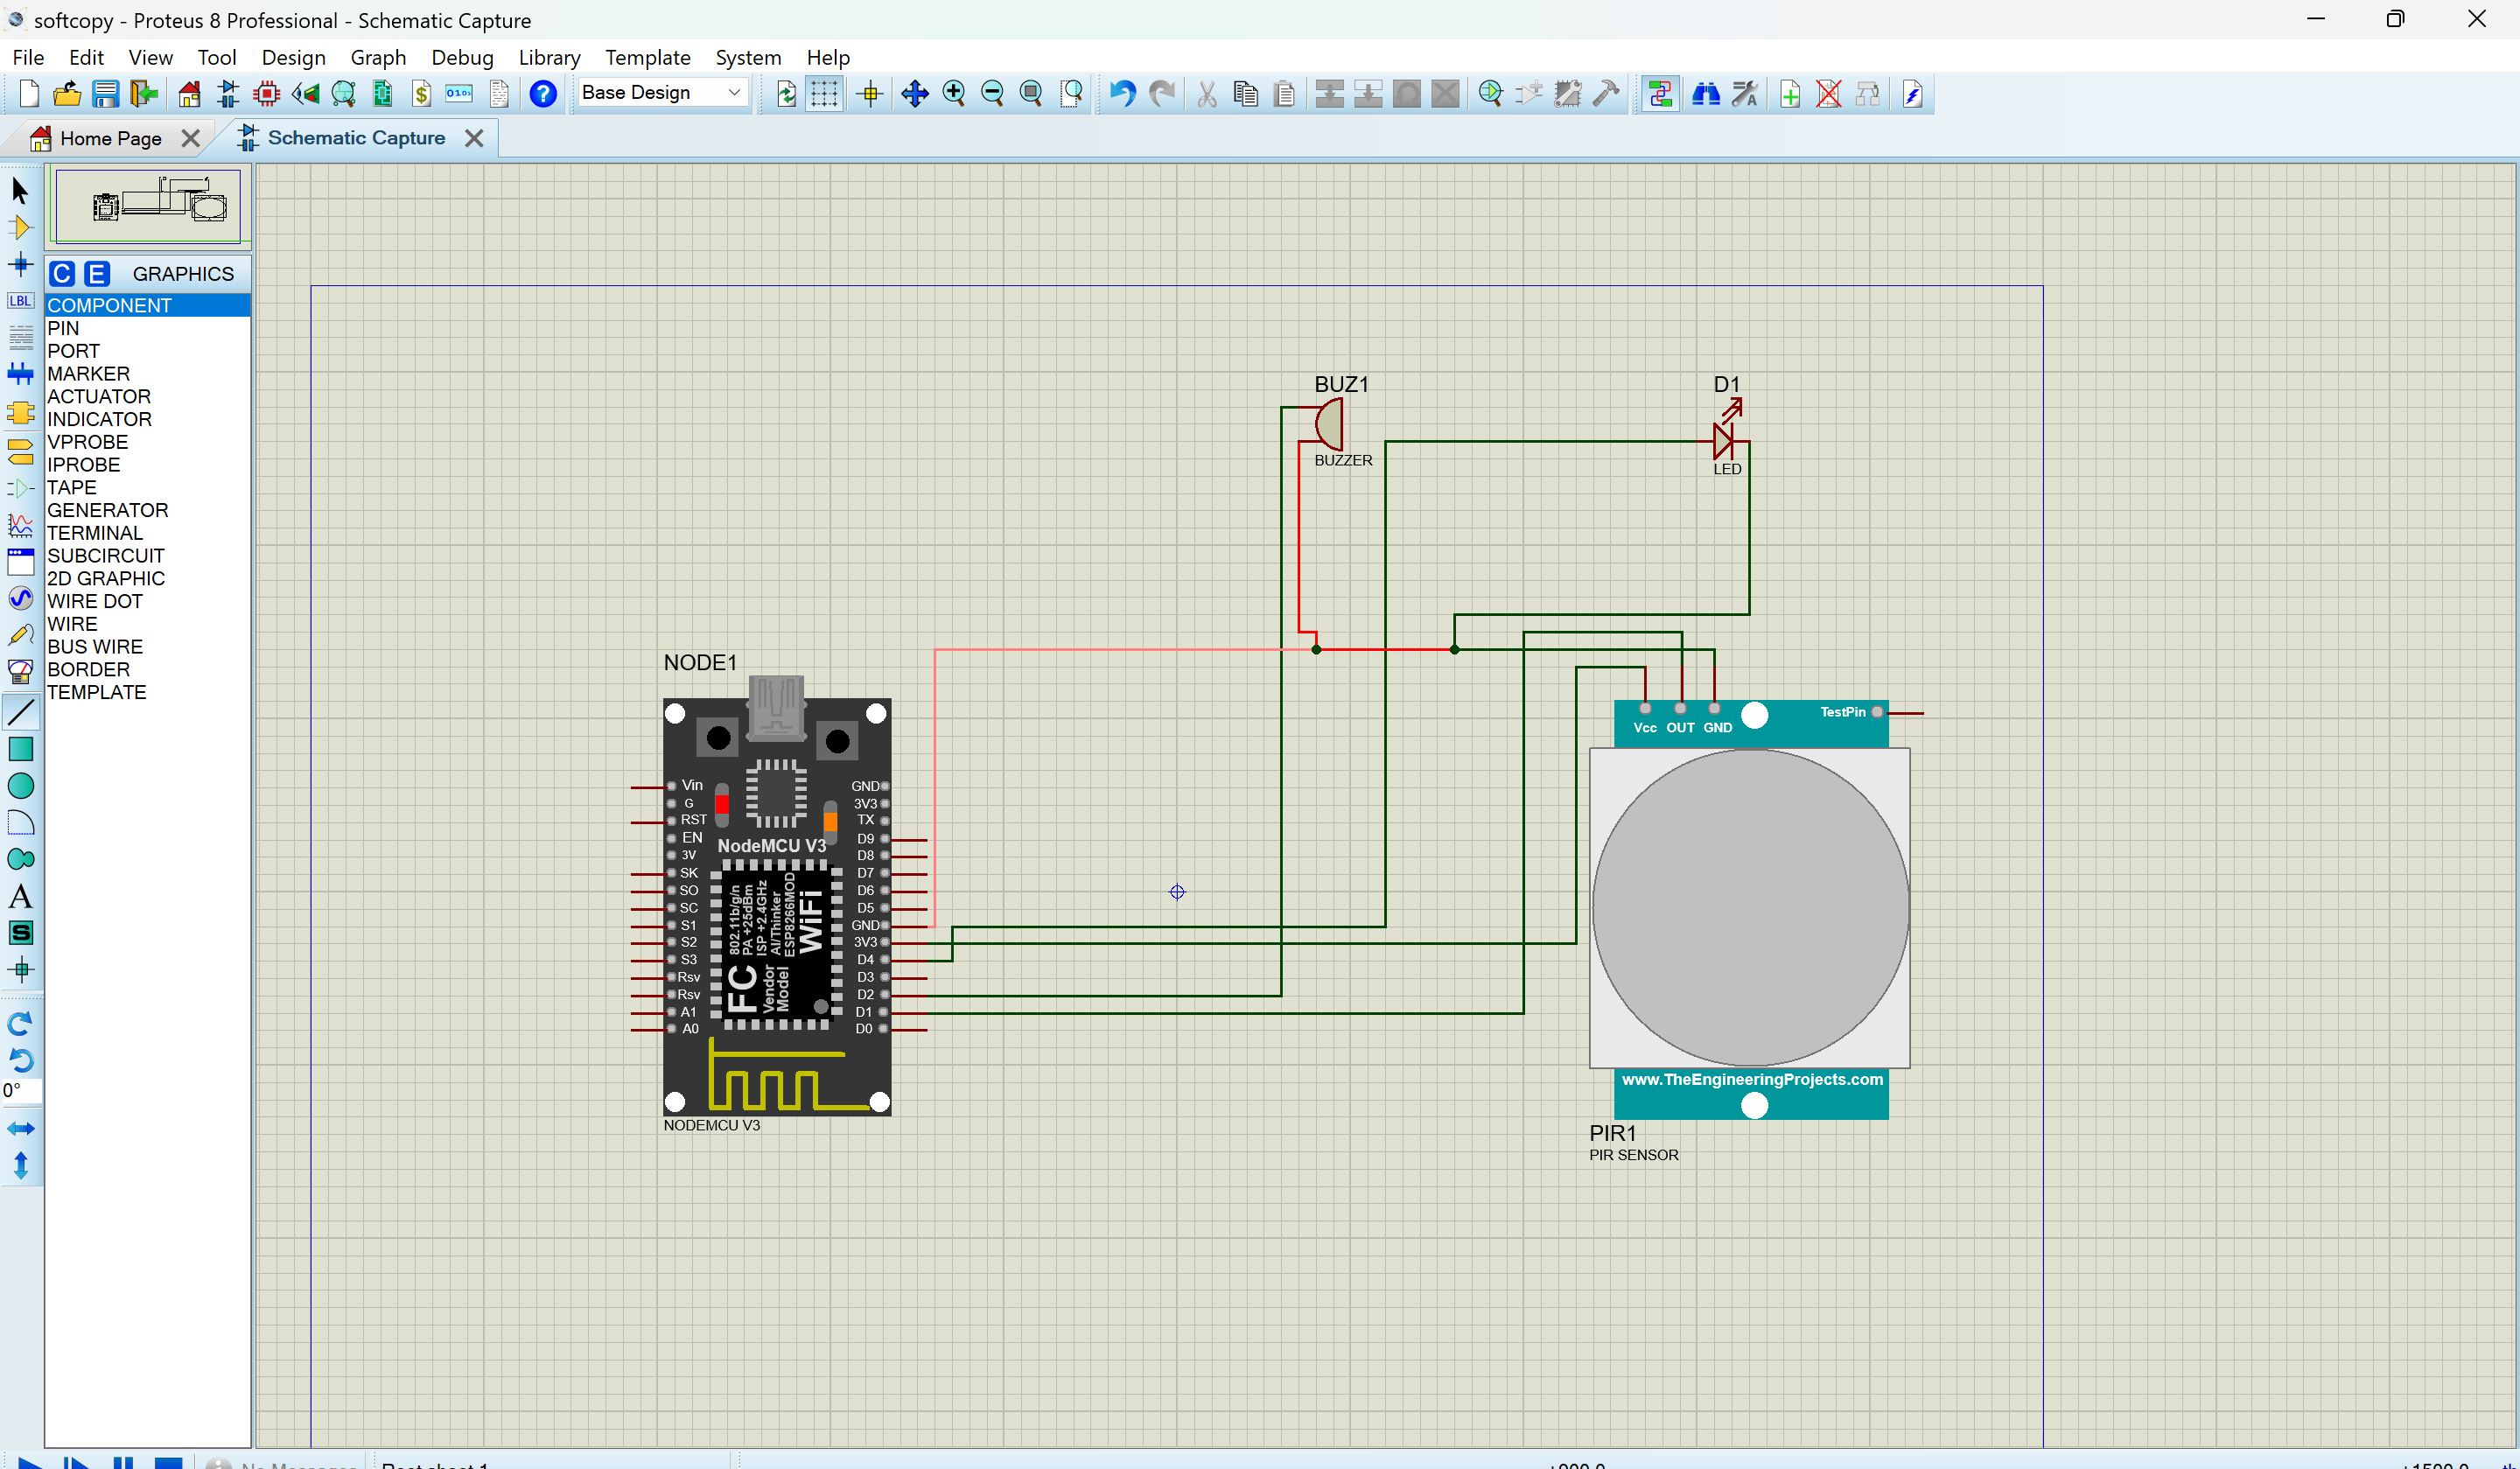 softcopy - Proteus 8 Professional - Schematic Capture
File Edit View Tool Design Graph Debug Library Template System Help
Base Design
Home Page
Schematic Capture
C E GRAPHICS
COMPONENT
PIN
PORT
MARKER
ACTUATOR
INDICATOR
VPROBE
IPROBE
TAPE
GENERATOR
TERMINAL
SUBCIRCUIT
2D GRAPHIC
WIRE DOT
WIRE
BUS WIRE
BORDER
TEMPLATE
LBL
A
S
0°
BUZ1
BUZZER
D1
LED
NODE1
Vin
G
RST
EN
3V
SK
SO
SC
S1
S2
S3
Rsv
Rsv
A1
A0
GND
3V3
TX
D9
D8
D7
D6
D5
GND
3V3
D4
D3
D2
D1
D0
NodeMCU V3
802.11b/g/n
PA +25dBm
ISP +2.4GHz
AI/Thinker
ESP8266MOD
WiFi
FC
Vendor
Model
NODEMCU V3
Vcc OUT GND
TestPin
www.TheEngineeringProjects.com
PIR1
PIR SENSOR
No Messages
Root sheet 1